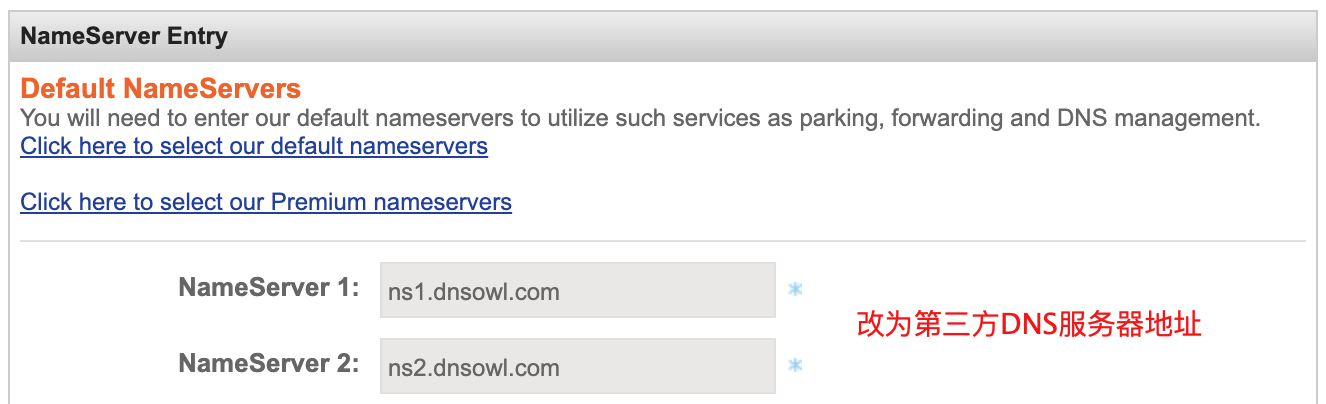 NameServer Entry
Default NameServers
You will need to enter our default nameservers to utilize such services as parking, forwarding and DNS management.
Click here to select our default nameservers
Click here to select our Premium nameservers
NameServer 1: ns1.dnsowl.com *
改为第三方DNS服务器地址
NameServer 2: ns2.dnsowl.com *